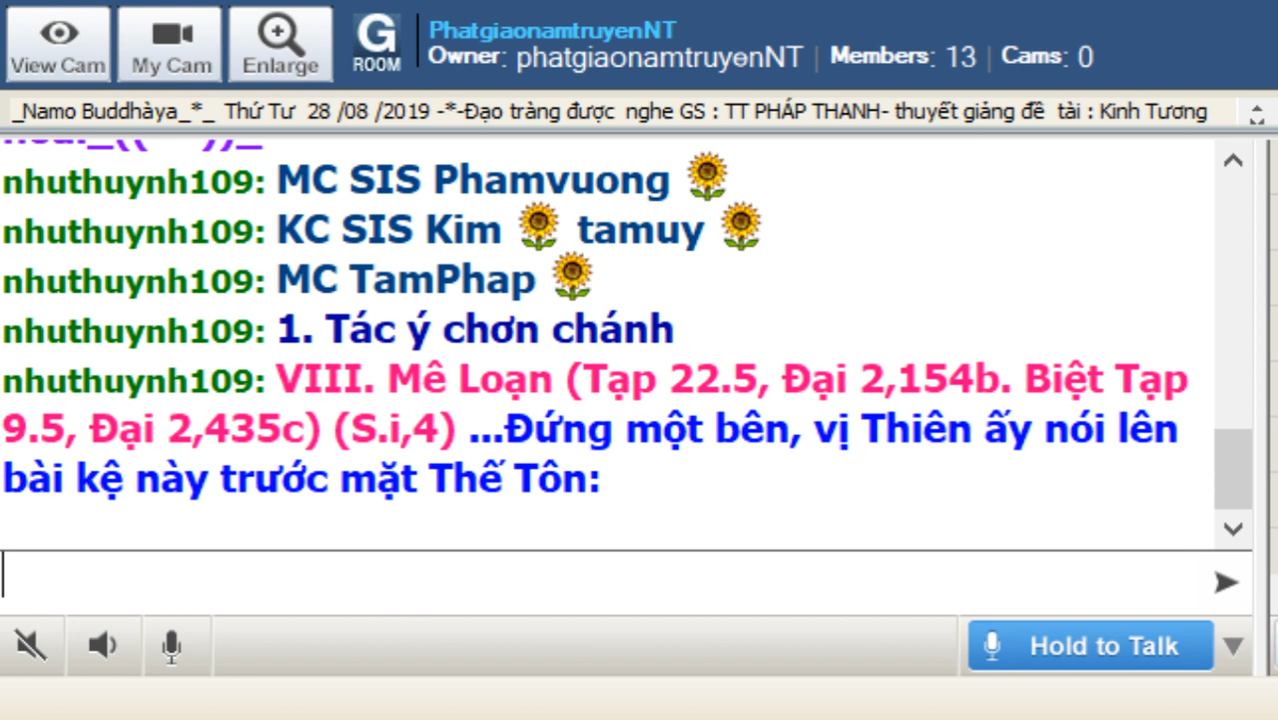 PhatgiaonamtruyenNT
View Cam My Cam Enlarge G ROOM Owner: phatgiaonamtruyenNT | Members: 13 | Cams: 0
_Namo Buddhàya_*_ Thứ Tư 28 /08 /2019 -*-Đạo tràng được nghe GS : TT PHÁP THANH- thuyết giảng đề tài : Kinh Tương
nhuthuynh109: MC SIS Phamvuong 🌻
nhuthuynh109: KC SIS Kim 🌻 tamuy 🌻
nhuthuynh109: MC TamPhap 🌻
nhuthuynh109: 1. Tác ý chơn chánh
nhuthuynh109: VIII. Mê Loạn (Tạp 22.5, Đại 2,154b. Biệt Tạp
9.5, Đại 2,435c) (S.i,4) ...Đứng một bên, vị Thiên ấy nói lên
bài kệ này trước mặt Thế Tôn:
Hold to Talk